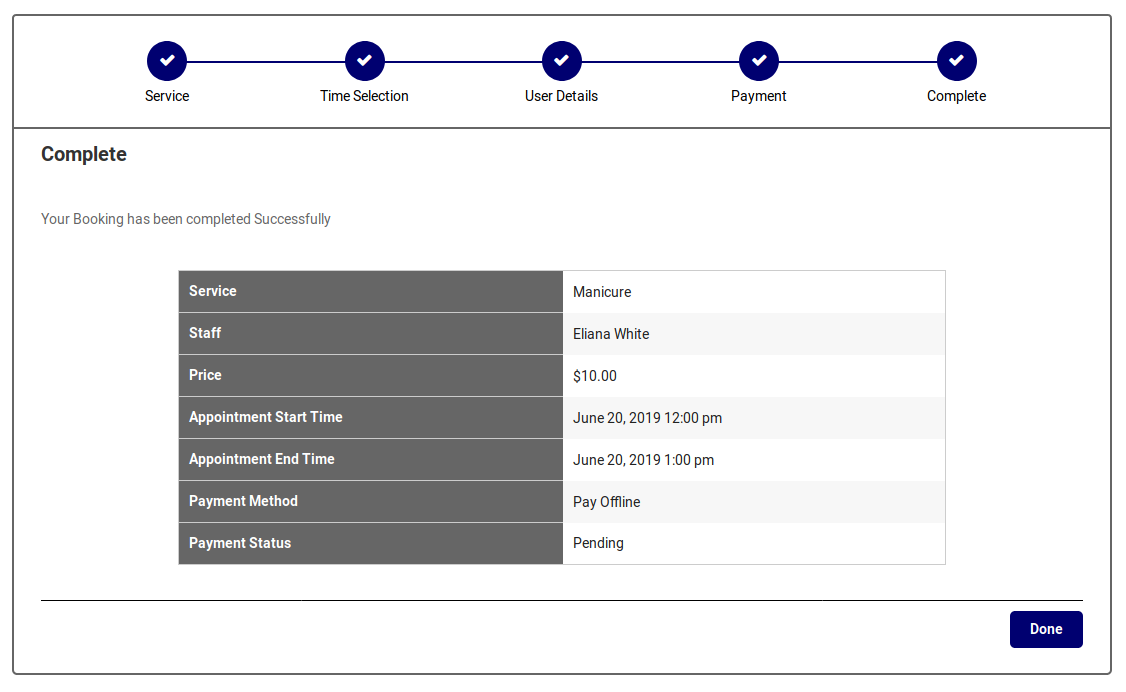 Service Time Selection User Details Payment Complete
Complete
Your Booking has been completed Successfully
Service Manicure
Staff Eliana White
Price $10.00
Appointment Start Time June 20, 2019 12:00 pm
Appointment End Time June 20, 2019 1:00 pm
Payment Method Pay Offline
Payment Status Pending
Done